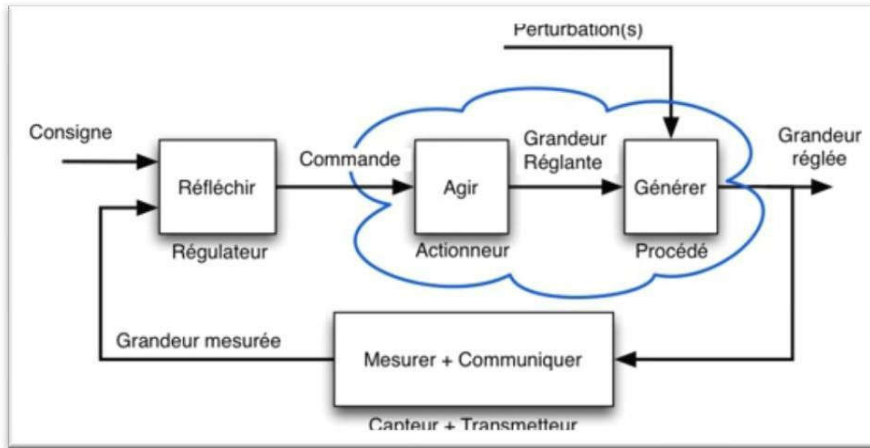 Perturbation(s)
Consigne
Commande
Grandeur
Réglante
Grandeur
réglée
Réfléchir
Agir
Générer
Régulateur
Actionneur
Procédé
Grandeur mesurée
Mesurer + Communiquer
Capteur + Transmetteur